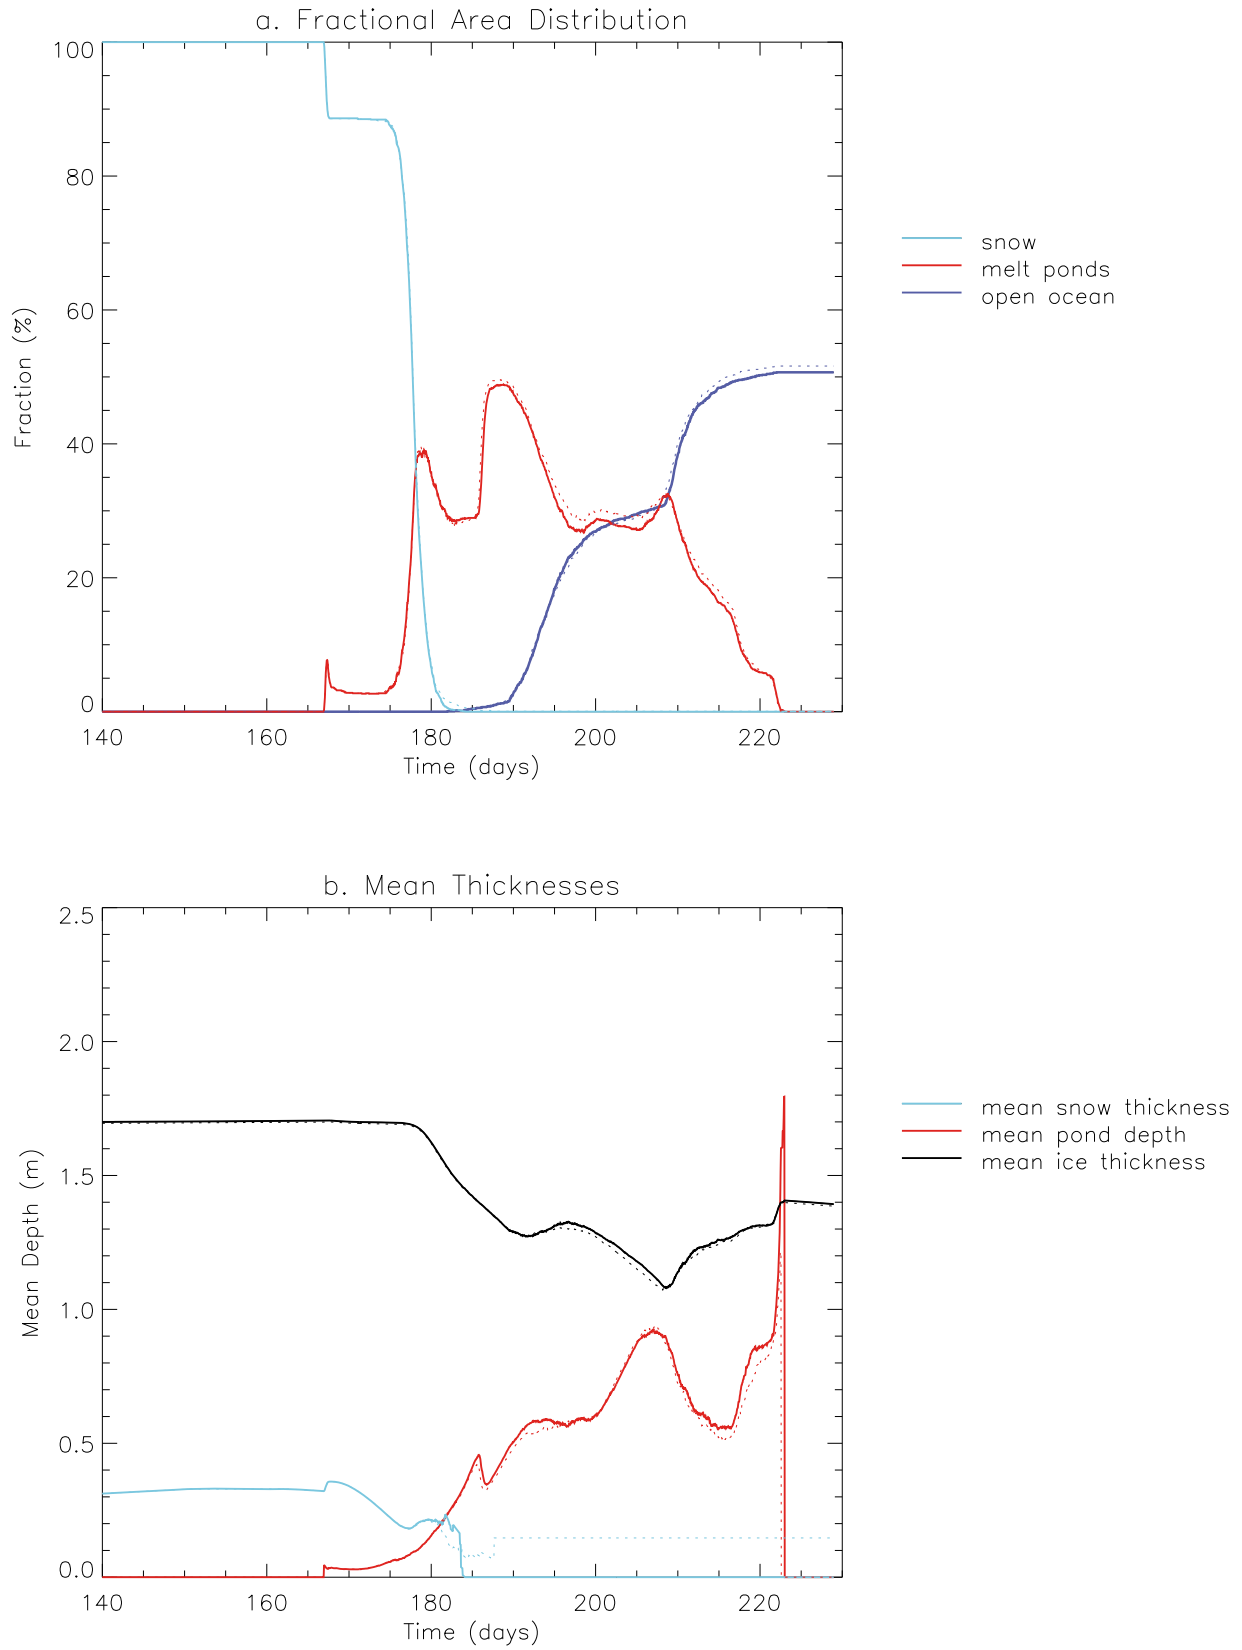 a. Fractional Area Distribution
100
80
60
40
20
0
Fraction (%)
140 160 180 200 220
Time (days)
snow
melt ponds
open ocean
b. Mean Thicknesses
2.5
2.0
1.5
1.0
0.5
0.0
Mean Depth (m)
140 160 180 200 220
Time (days)
mean snow thickness
mean pond depth
mean ice thickness